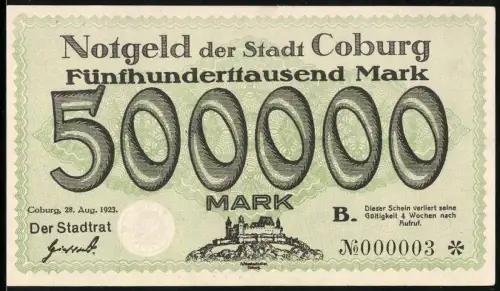 Notgeld der Stadt Coburg
Fünfhunderttausend Mark
500000
MARK
Coburg, 28. Aug. 1923.
Der Stadtrat
B.
Dieser Schein verliert seine
Gültigkeit 4 Wochen nach
Aufruf.
№000003 *